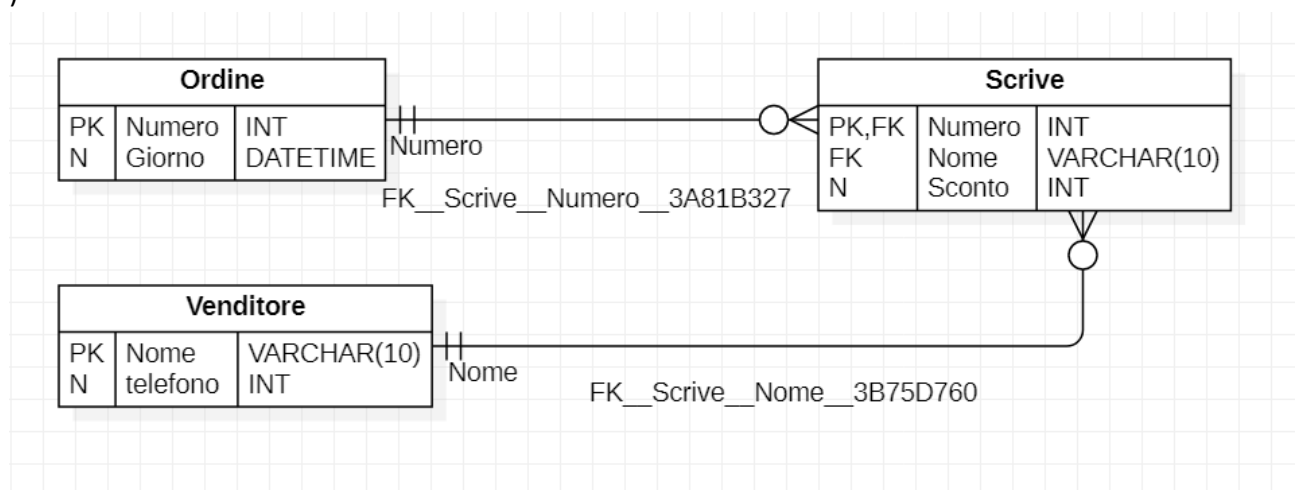 )
Ordine
PK Numero INT
N Giorno DATETIME
Numero
FK__Scrive__Numero__3A81B327
Scrive
PK,FK Numero INT
FK Nome VARCHAR(10)
N Sconto INT
Venditore
PK Nome VARCHAR(10)
N telefono INT
Nome
FK__Scrive__Nome__3B75D760